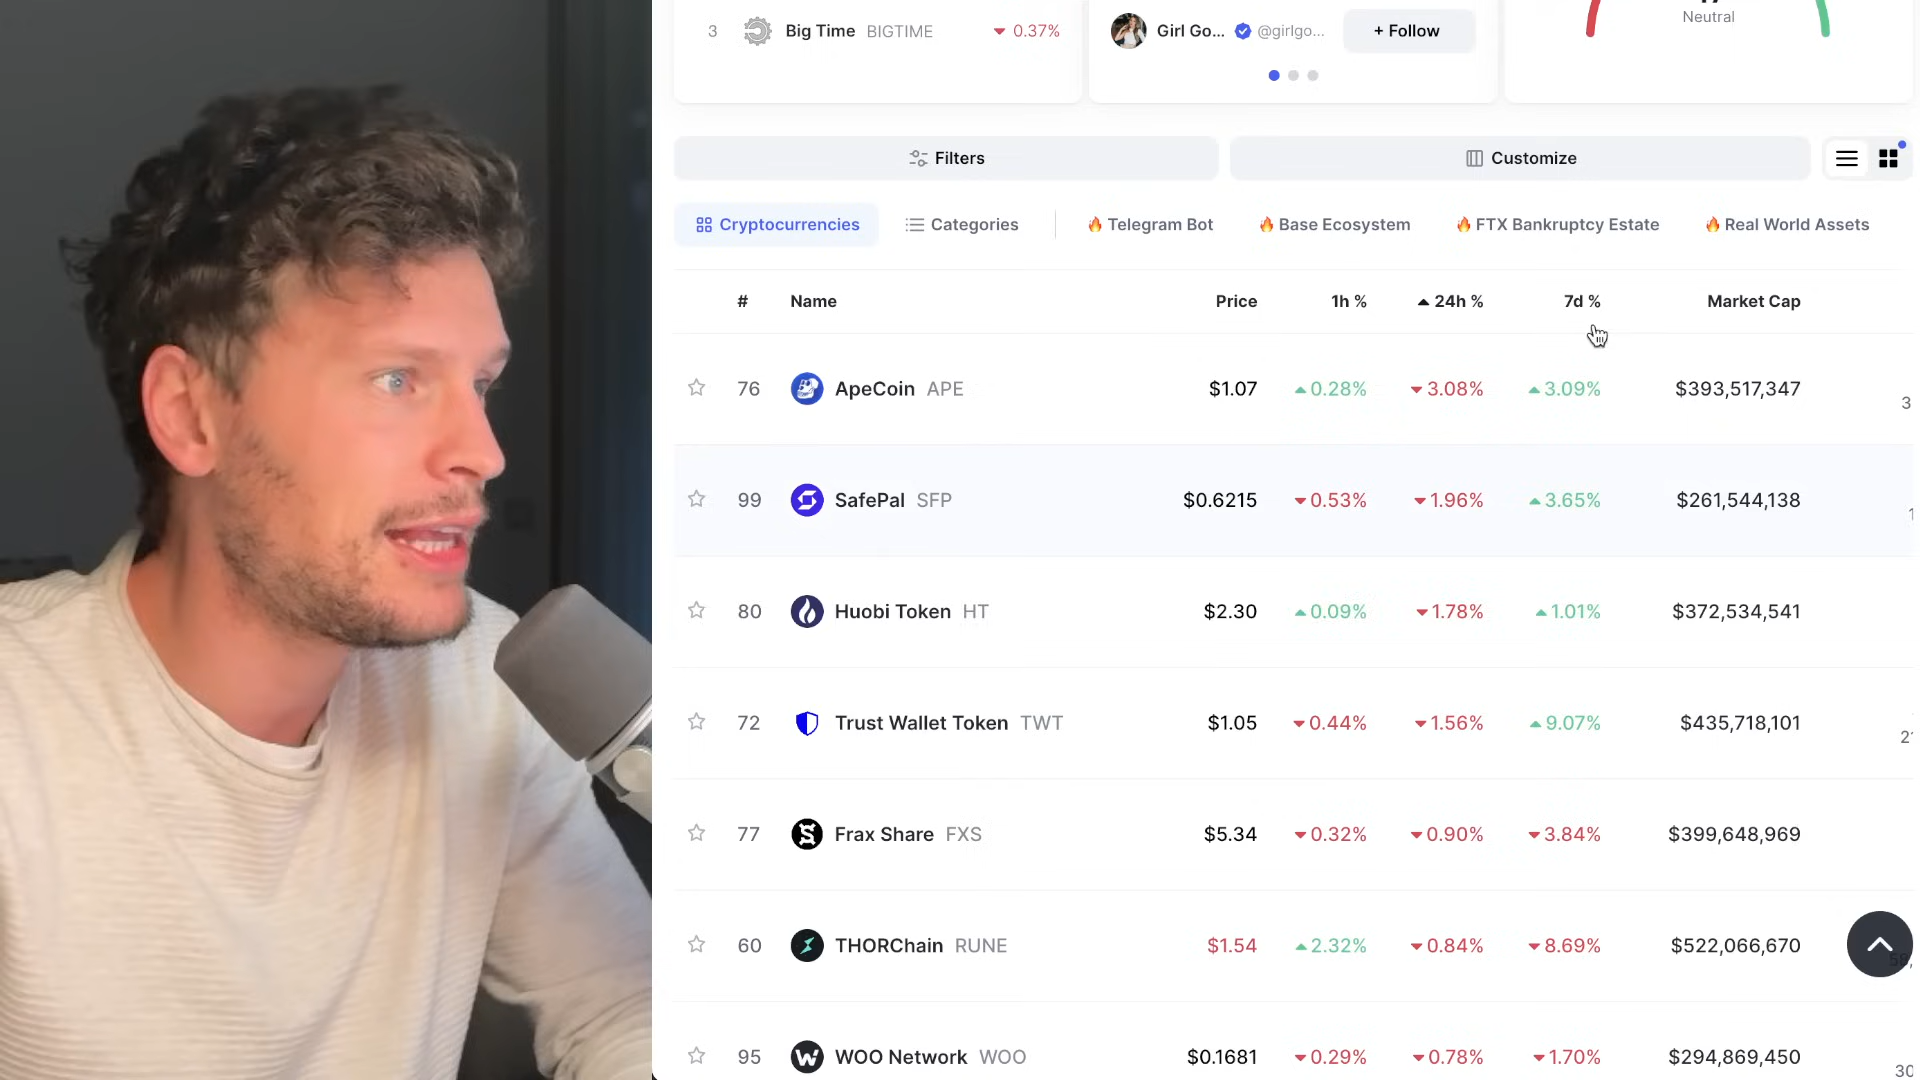 3 Big Time BIGTIME 0.37%
Girl Go... @girlgo... + Follow
Neutral
Filters
Customize
Cryptocurrencies Categories Telegram Bot Base Ecosystem FTX Bankruptcy Estate Real World Assets
# Name Price 1h % 24h % 7d % Market Cap
76 ApeCoin APE $1.07 0.28% 3.08% 3.09% $393,517,347
99 SafePal SFP $0.6215 0.53% 1.96% 3.65% $261,544,138
80 Huobi Token HT $2.30 0.09% 1.78% 1.01% $372,534,541
72 Trust Wallet Token TWT $1.05 0.44% 1.56% 9.07% $435,718,101
77 Frax Share FXS $5.34 0.32% 0.90% 3.84% $399,648,969
60 THORChain RUNE $1.54 2.32% 0.84% 8.69% $522,066,670
95 WOO Network WOO $0.1681 0.29% 0.78% 1.70% $294,869,450